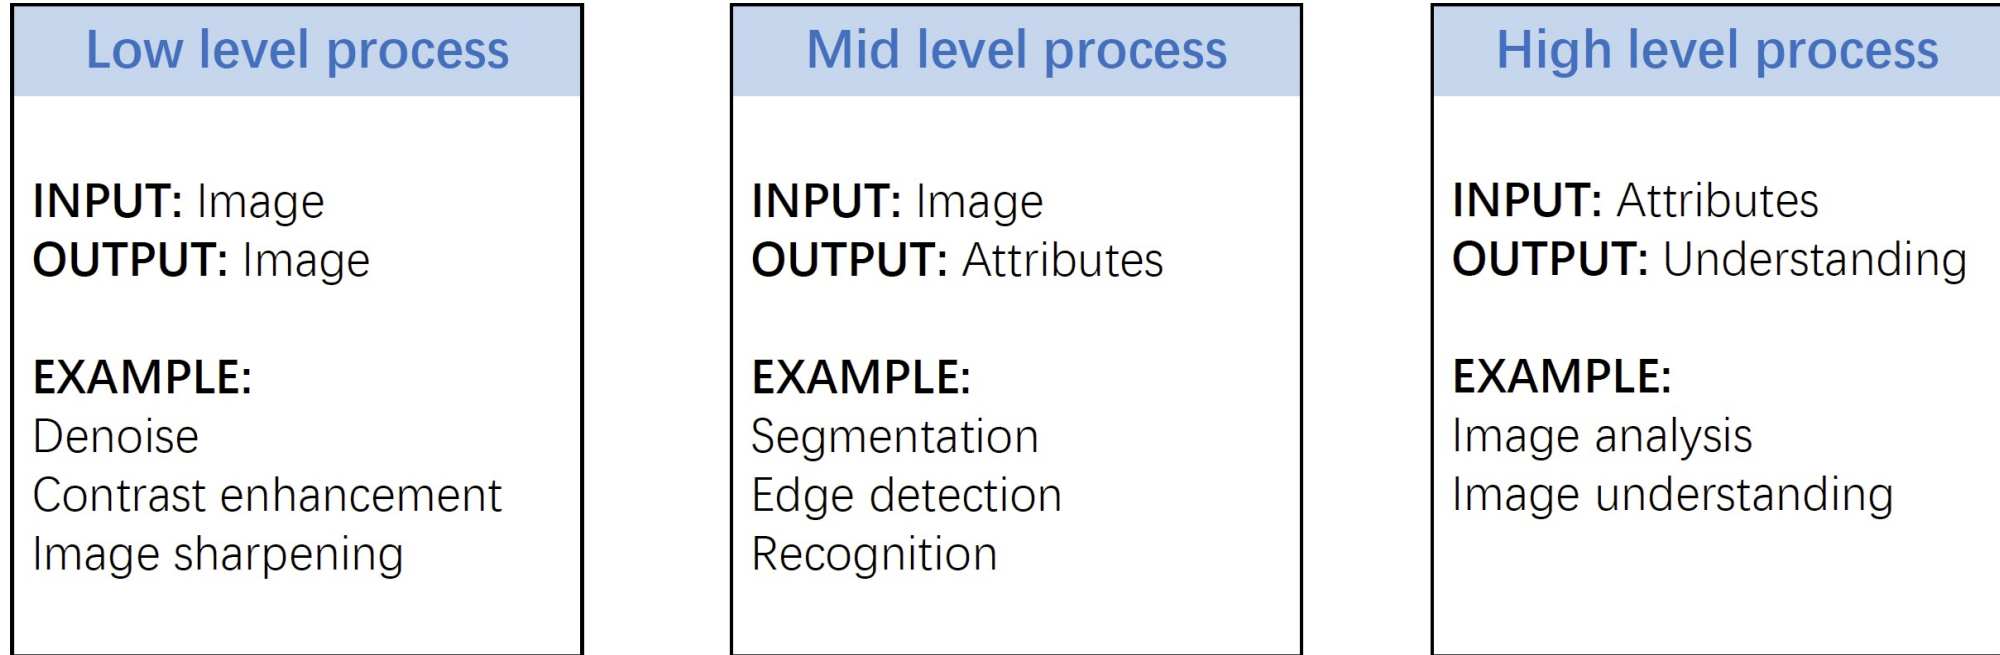 Low level process
INPUT: Image
OUTPUT: Image
EXAMPLE:
Denoise
Contrast enhancement
Image sharpening
Mid level process
INPUT: Image
OUTPUT: Attributes
EXAMPLE:
Segmentation
Edge detection
Recognition
High level process
INPUT: Attributes
OUTPUT: Understanding
EXAMPLE:
Image analysis
Image understanding